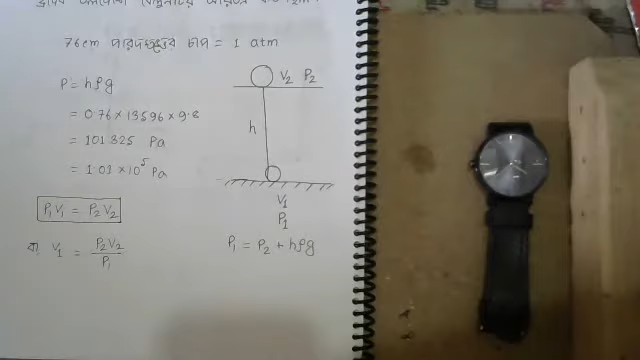 76cm পারদস্তম্ভের চাপ = 1 atm
P = hρg
= 0.76 × 13596 × 9.8
= 101325 Pa
= 1.01 × 10⁵ Pa
P₁V₁ = P₂V₂
বা, V₁ = P₂V₂ / P₁
V₂ P₂
h
V₁
P₁
P₁ = P₂ + hρg